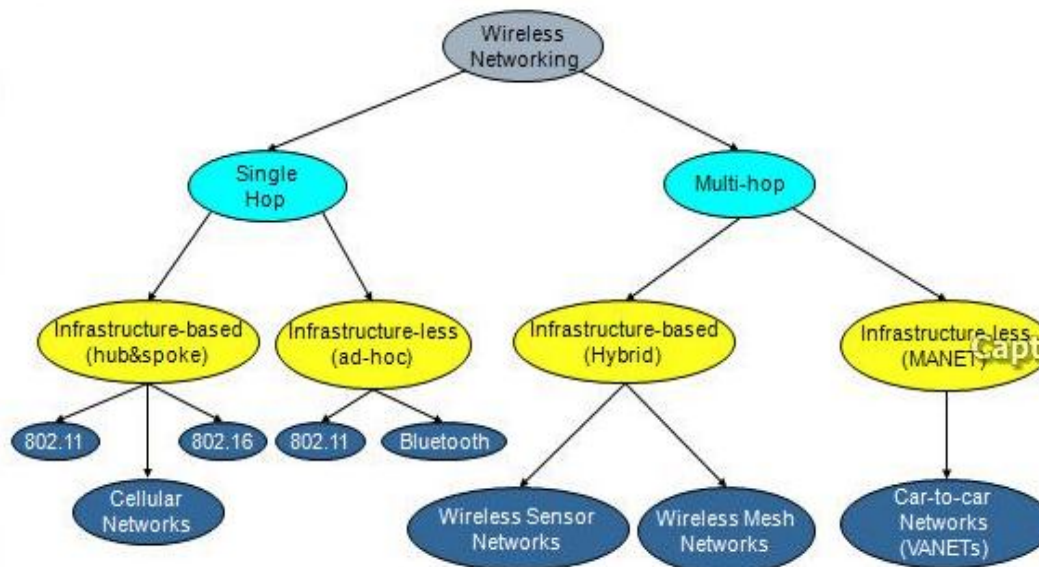 Wireless
Networking
Single
Hop
Multi-hop
Infrastructure-based
(hub&spoke)
Infrastructure-less
(ad-hoc)
Infrastructure-based
(Hybrid)
Infrastructure-less
(MANET)
Capt
802.11
802.16
802.11
Bluetooth
Cellular
Networks
Wireless Sensor
Networks
Wireless Mesh
Networks
Car-to-car
Networks
(VANETs)